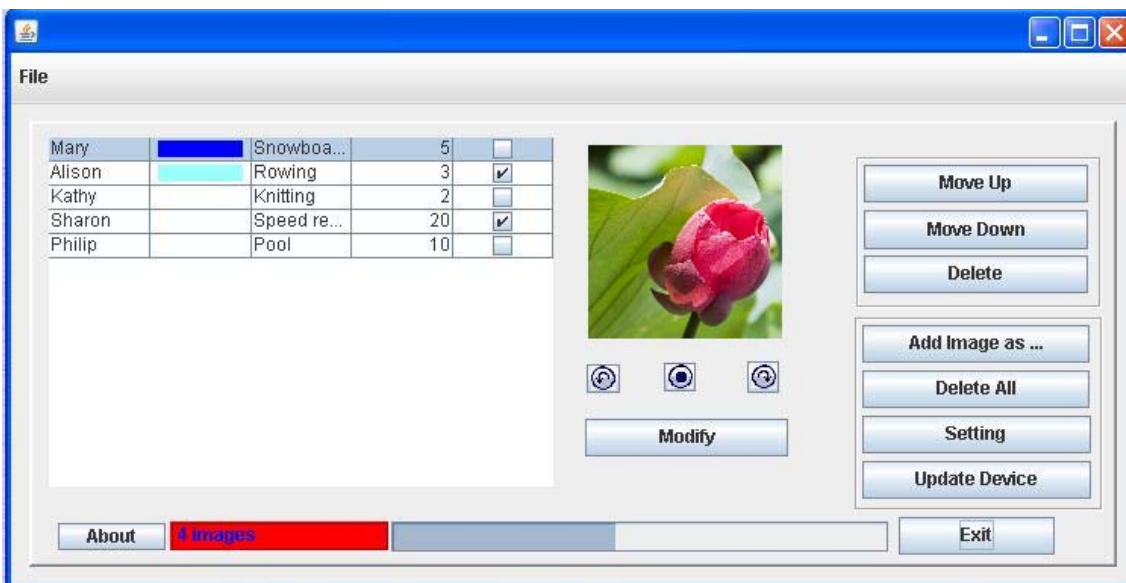 File
Mary Snowboa... 5
Alison Rowing 3
Kathy Knitting 2
Sharon Speed re... 20
Philip Pool 10
Move Up
Move Down
Delete
Add Image as ...
Delete All
Setting
Update Device
Modify
About
4 images
Exit